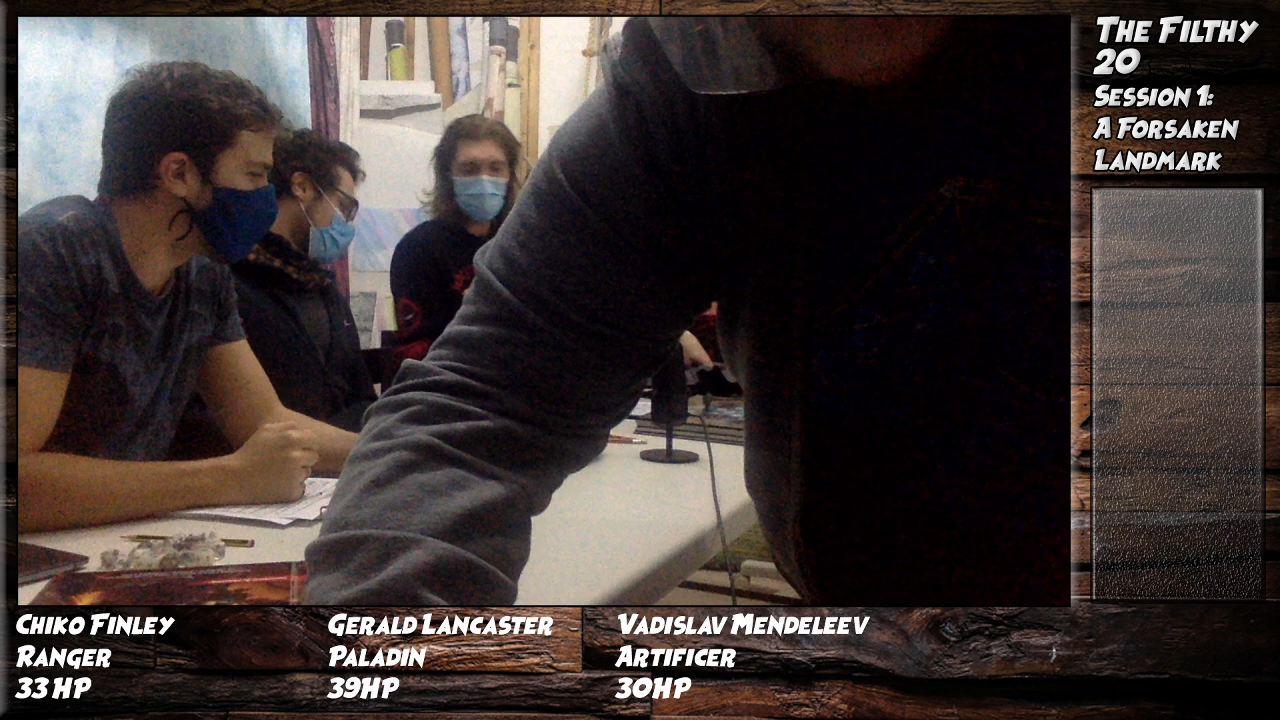 The Filthy
20
Session 1:
A Forsaken
Landmark
Chiko Finley
Ranger
33 HP
Gerald Lancaster
Paladin
39HP
Vadislav Mendeleev
Artificer
30HP